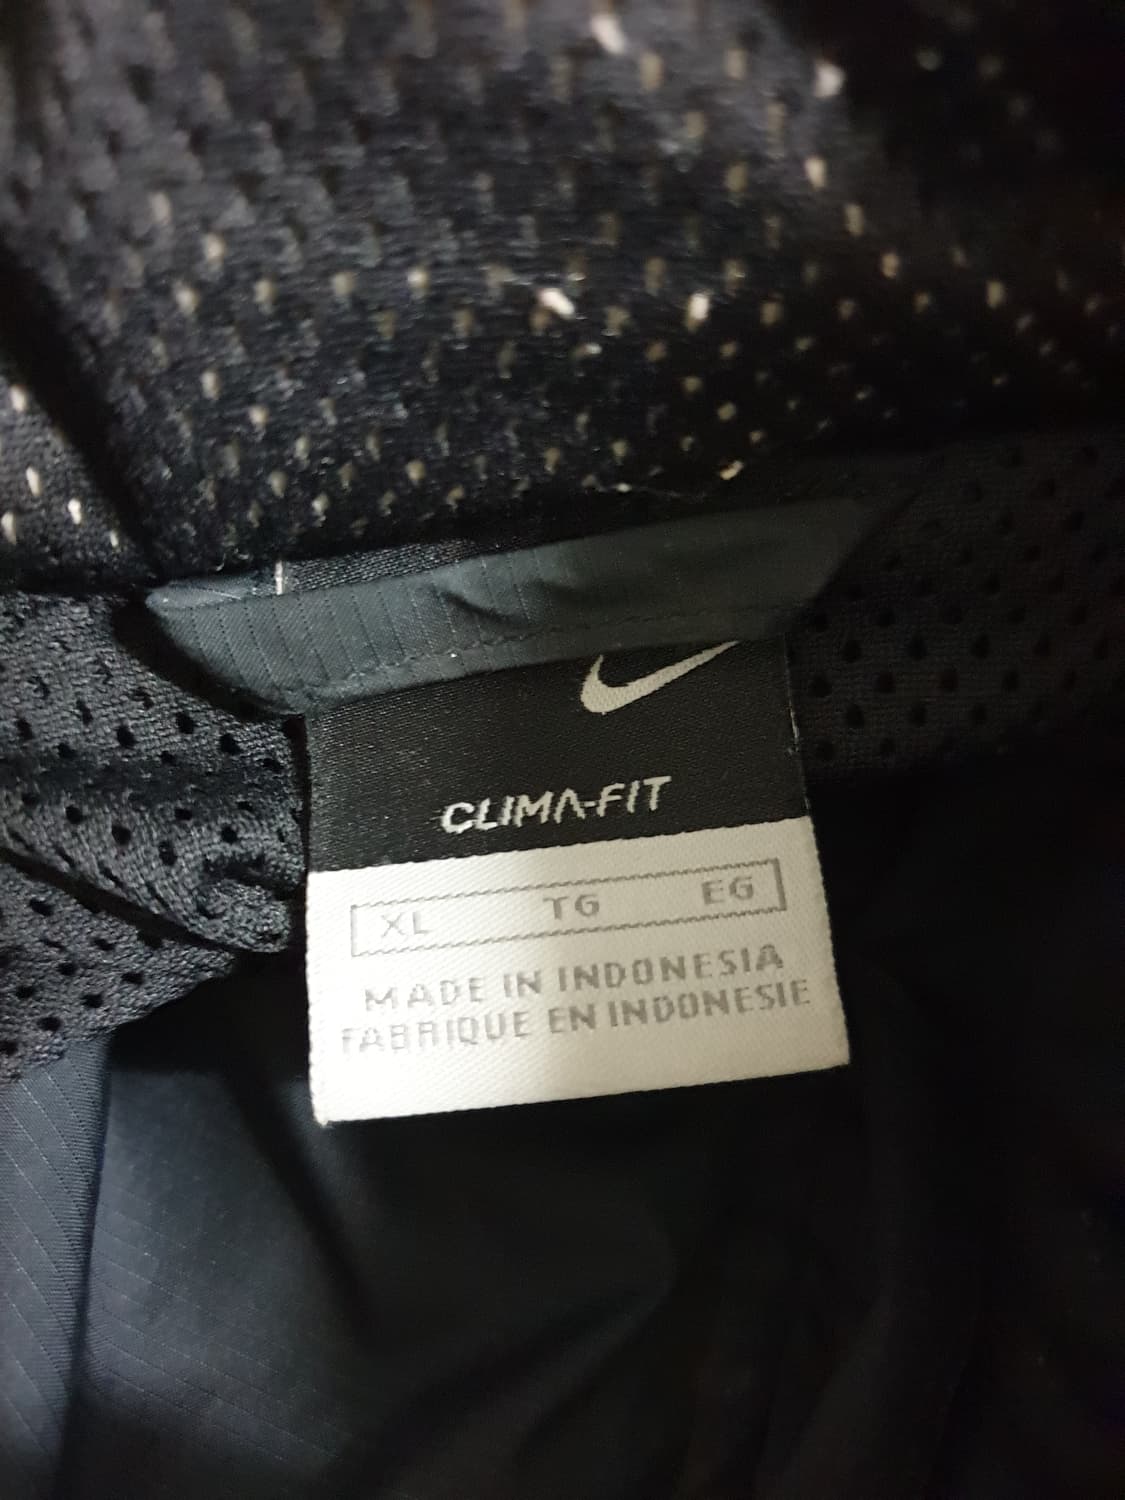 CLIMA-FIT
XL TG EG
MADE IN INDONESIA
FABRIQUE EN INDONESIE